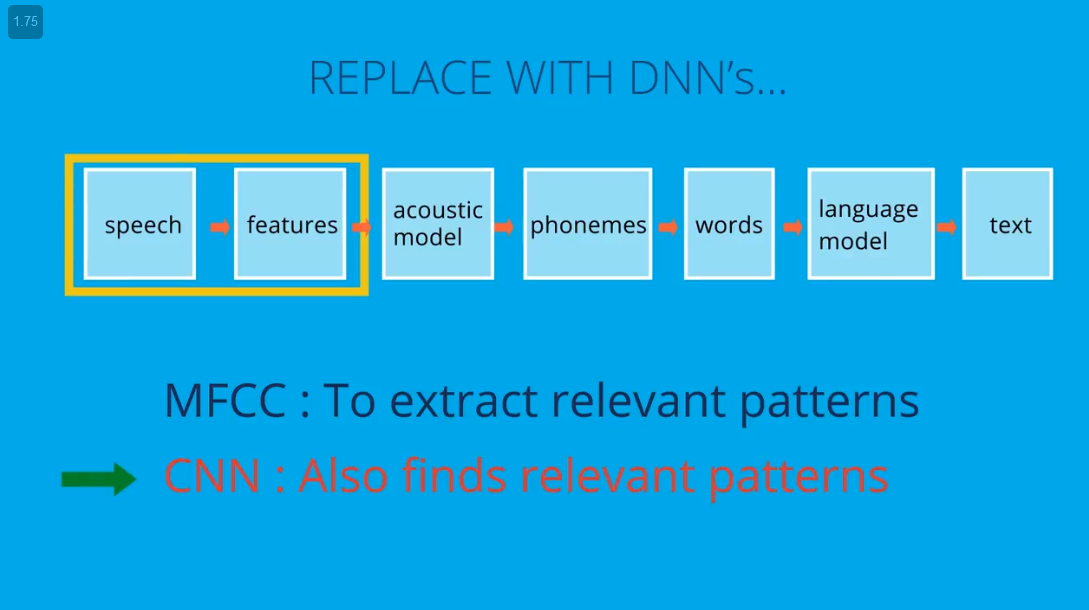 1.75
REPLACE WITH DNN’s...
speech
features
acoustic
model
phonemes
words
language
model
text
MFCC : To extract relevant patterns
CNN : Also finds relevant patterns